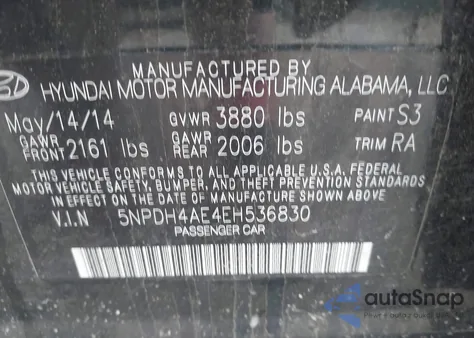 MANUFACTURED BY
HYUNDAI MOTOR MANUFACTURING ALABAMA, LLC
May/14/14 GVWR 3880 lbs PAINT S3
GAWR FRONT 2161 lbs GAWR REAR 2006 lbs TRIM RA
THIS VEHICLE CONFORMS TO ALL APPLICABLE U.S.A. FEDERAL
MOTOR VEHICLE SAFETY, BUMPER, AND THEFT PREVENTION STANDARDS
IN EFFECT ON THE DATE OF MANUFACTURE SHOWN ABOVE
V.I.N 5NPDH4AE4EH536830
PASSENGER CAR
autoSnap